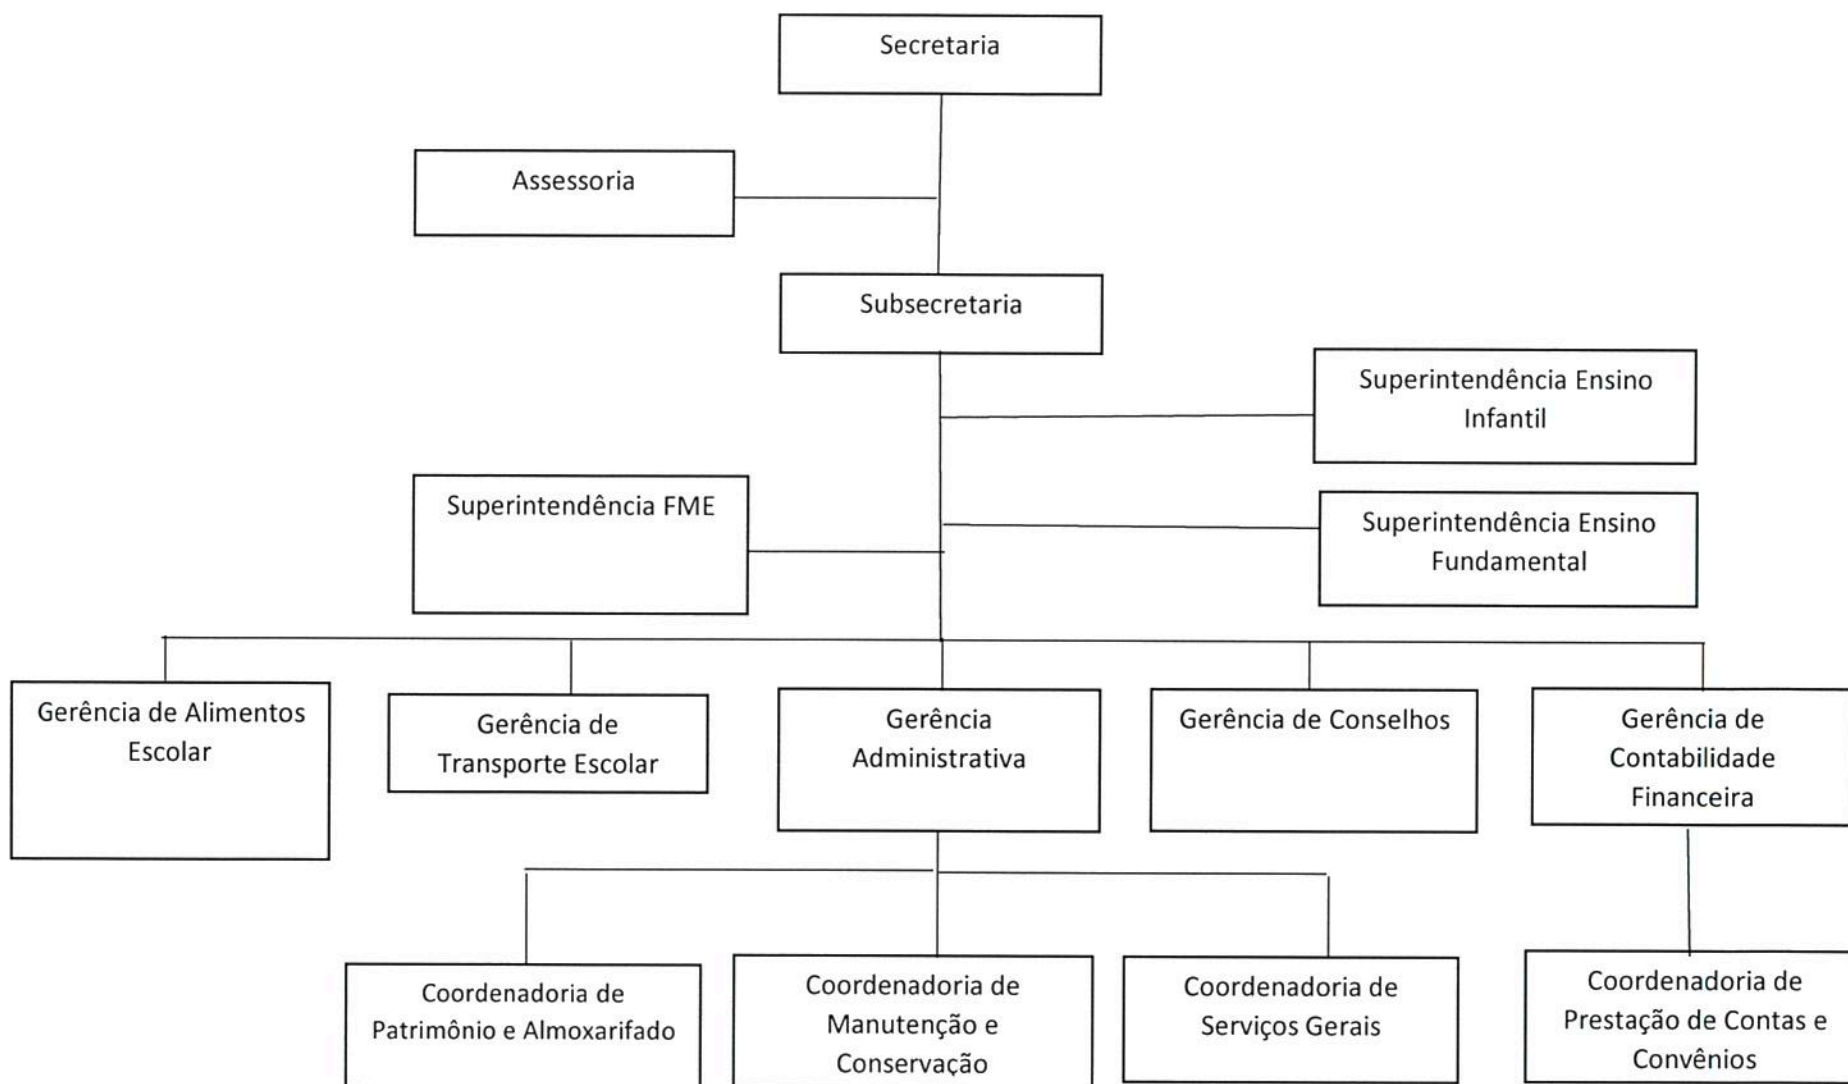 Secretaria
Assessoria
Subsecretaria
Superintendência Ensino
Infantil
Superintendência FME
Superintendência Ensino
Fundamental
Gerência de Alimentos
Escolar
Gerência de
Transporte Escolar
Gerência
Administrativa
Gerência de Conselhos
Gerência de
Contabilidade
Financeira
Coordenadoria de
Patrimônio e Almoxarifado
Coordenadoria de
Manutenção e
Conservação
Coordenadoria de
Serviços Gerais
Coordenadoria de
Prestação de Contas e
Convênios